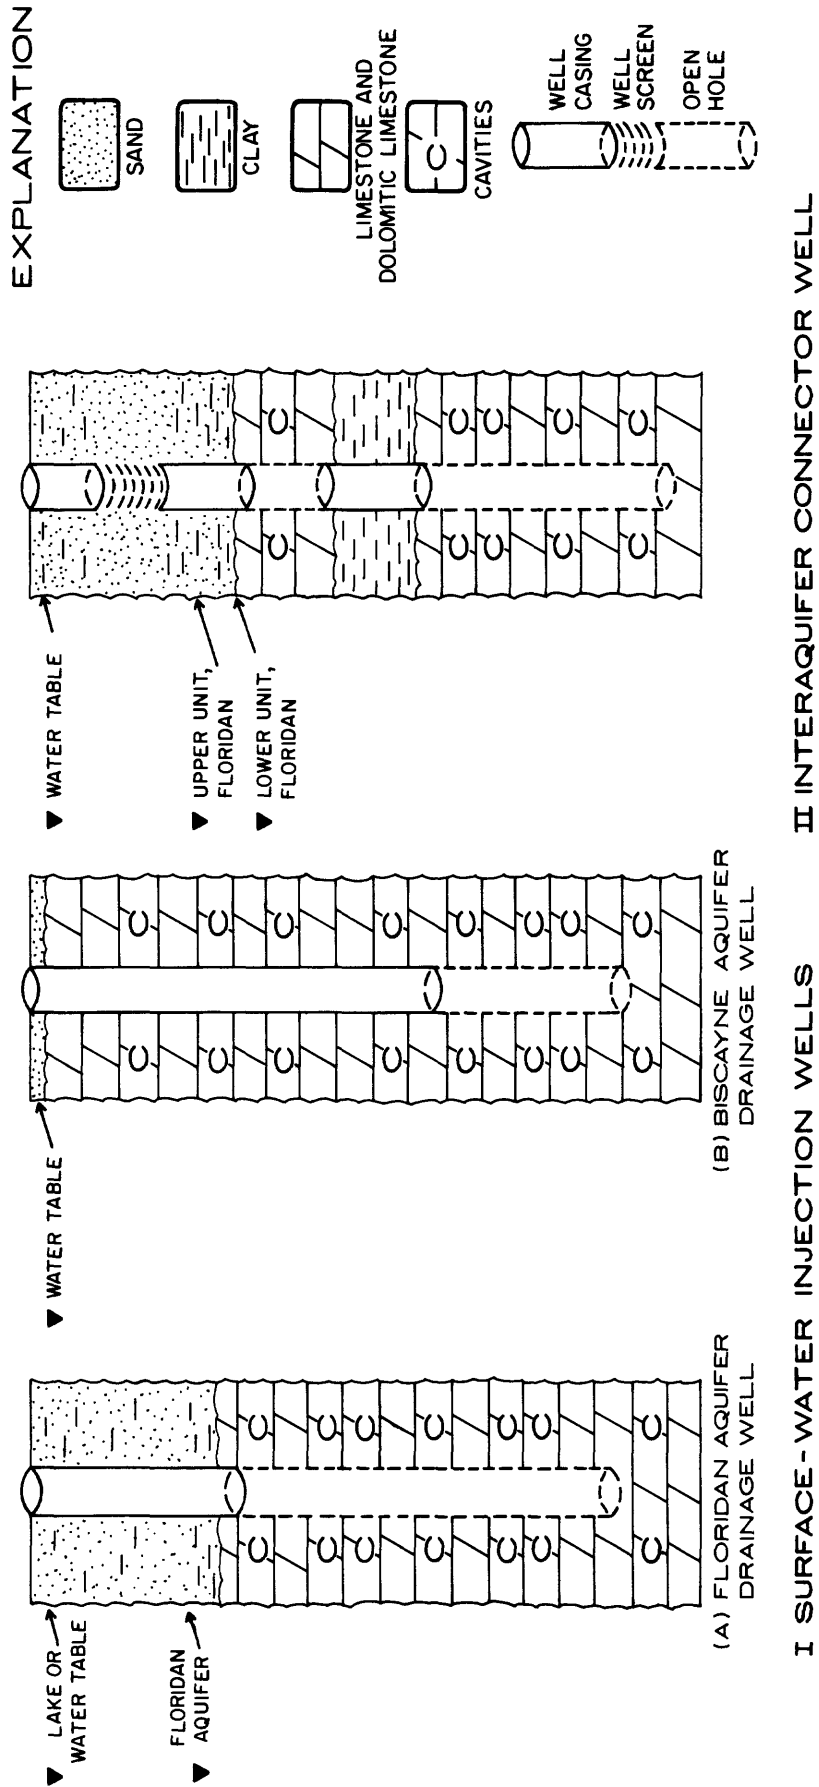 ▼ LAKE OR
WATER TABLE
FLORIDAN
▼ AQUIFER
(A) FLORIDAN AQUIFER
DRAINAGE WELL
▼ WATER TABLE
(B) BISCAYNE AQUIFER
DRAINAGE WELL
I SURFACE-WATER INJECTION WELLS
▼ WATER TABLE
▼ UPPER UNIT,
FLORIDAN
▼ LOWER UNIT,
FLORIDAN
II INTERAQUIFER CONNECTOR WELL
EXPLANATION
SAND
CLAY
LIMESTONE AND
DOLOMITIC LIMESTONE
CAVITIES
WELL
CASING
WELL
SCREEN
OPEN
HOLE